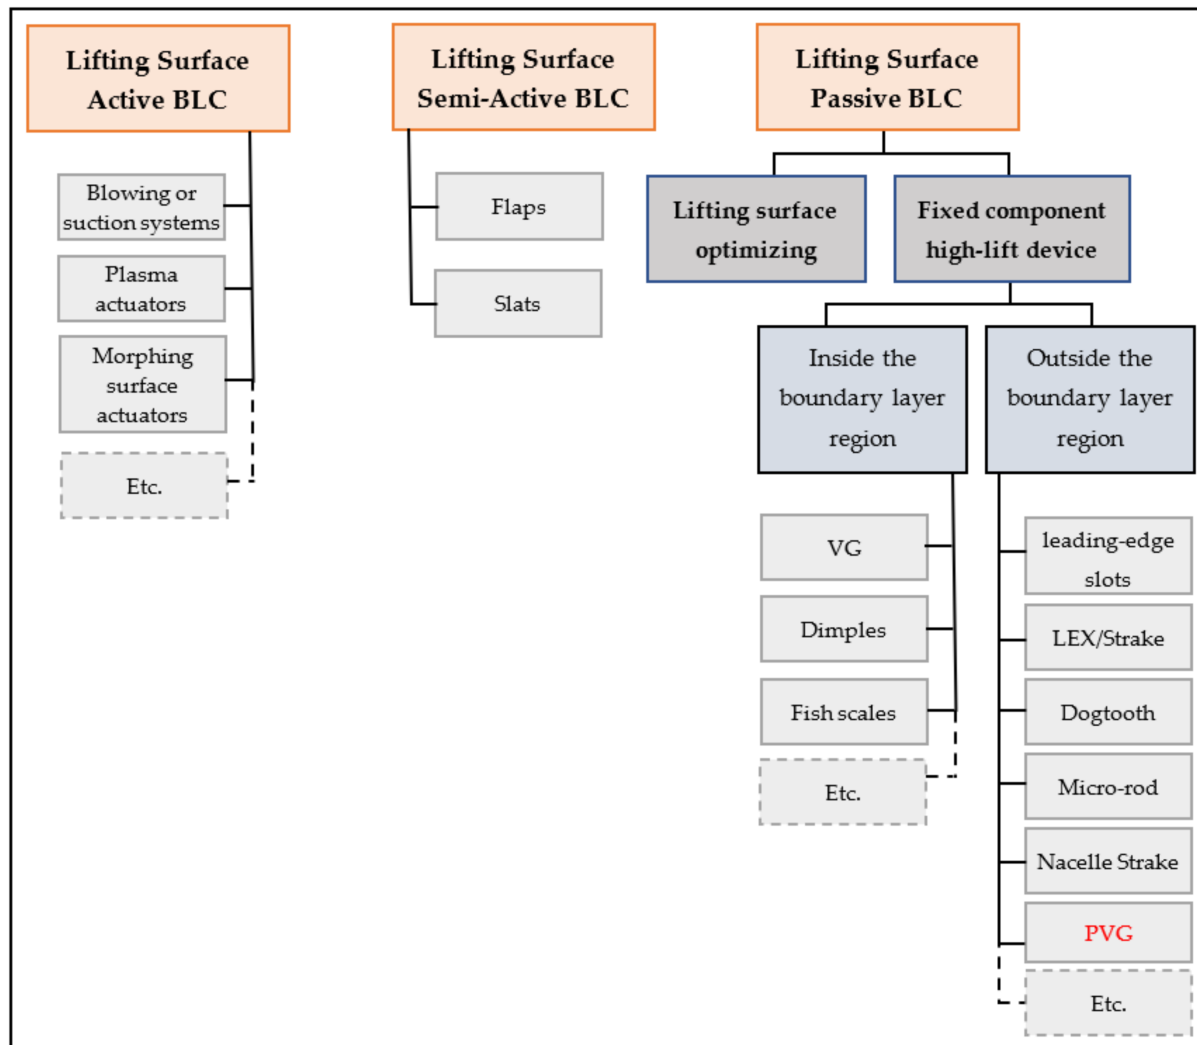 Lifting Surface
Active BLC
Blowing or
suction systems
Plasma
actuators
Morphing
surface
actuators
Etc.
Lifting Surface
Semi-Active BLC
Flaps
Slats
Lifting Surface
Passive BLC
Lifting surface
optimizing
Fixed component
high-lift device
Inside the
boundary layer
region
VG
Dimples
Fish scales
Etc.
Outside the
boundary layer
region
leading-edge
slots
LEX/Strake
Dogtooth
Micro-rod
Nacelle Strake
PVG
Etc.